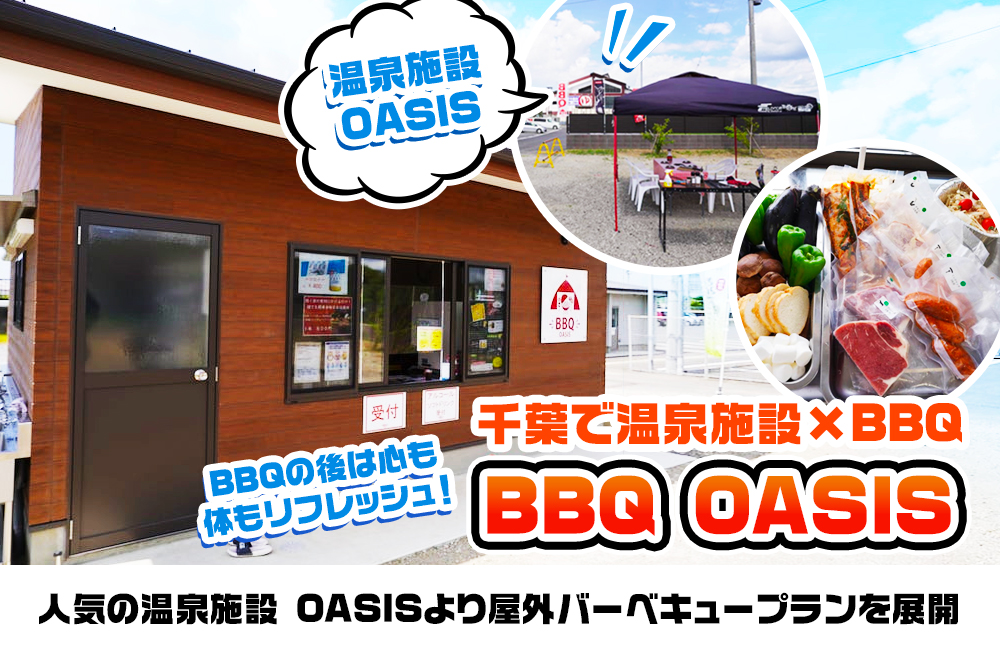 温泉施設
OASIS
BBQ
BBQ
OASIS
受付
千葉で温泉施設×BBQ
BBQ OASIS
BBQの後は心も
体もリフレッシュ!
人気の温泉施設 OASISより屋外バーベキュープランを展開